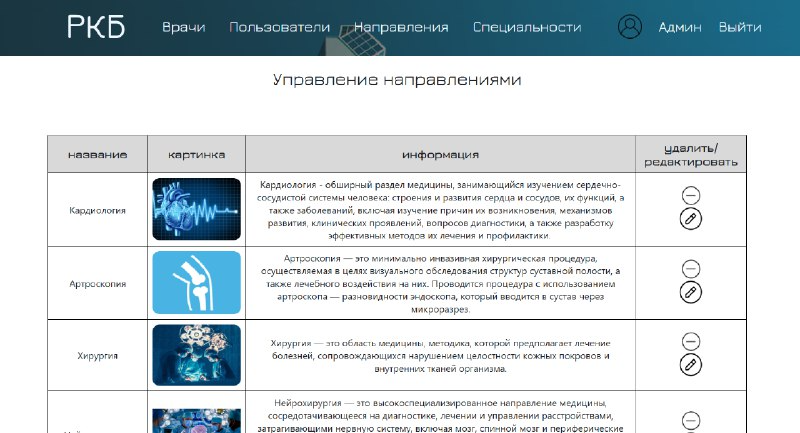 РКБ Врачи Пользователи Направления Специальности Админ Выйти
Управление направлениями
название картинка информация удалить/
редактировать
Кардиология - обширный раздел медицины, занимающийся изучением сердечно-
сосудистой системы человека: строения и развития сердца и сосудов, их функций, а
Кардиология также заболеваний, включая изучение причин их возникновения, механизмов
развития, клинических проявлений, вопросов диагностики, а также разработку
эффективных методов их лечения и профилактики.
Артроскопия — это минимально инвазивная хирургическая процедура,
осуществляемая в целях визуального обследования структур суставной полости, а
Артроскопия также лечебного воздействия на них. Проводится процедура с использованием
артроскопа — разновидности эндоскопа, который вводится в сустав через
микроразрез.
Хирургия — это область медицины, методика, которой предполагает лечение
Хирургия болезней, сопровождающихся нарушением целостности кожных покровов и
внутренних тканей организма.
Нейрохирургия — это высокоспециализированное направление медицины,
сосредотачивающееся на диагностике, лечении и управлении расстройствами,
затрагивающими нервную систему, включая мозг, спинной мозг и периферические